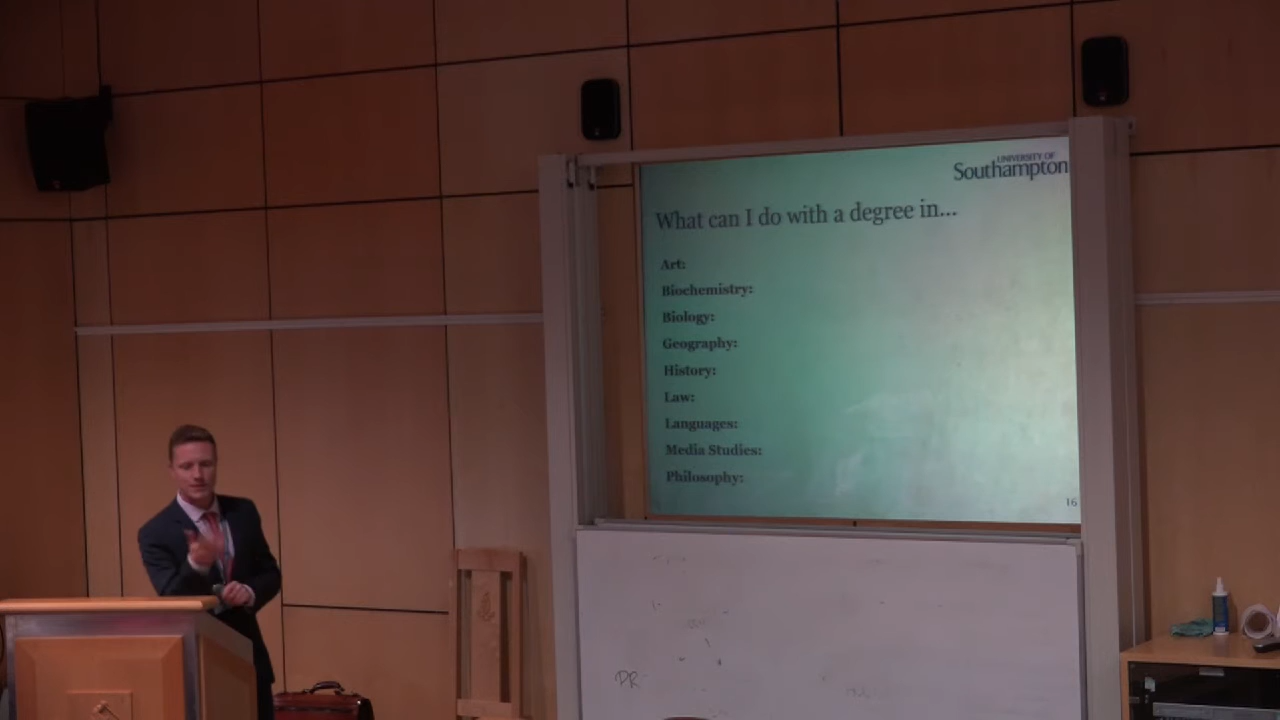 UNIVERSITY OF
Southampton
What can I do with a degree in...
Art:
Biochemistry:
Biology:
Geography:
History:
Law:
Languages:
Media Studies:
Philosophy:
16
PR